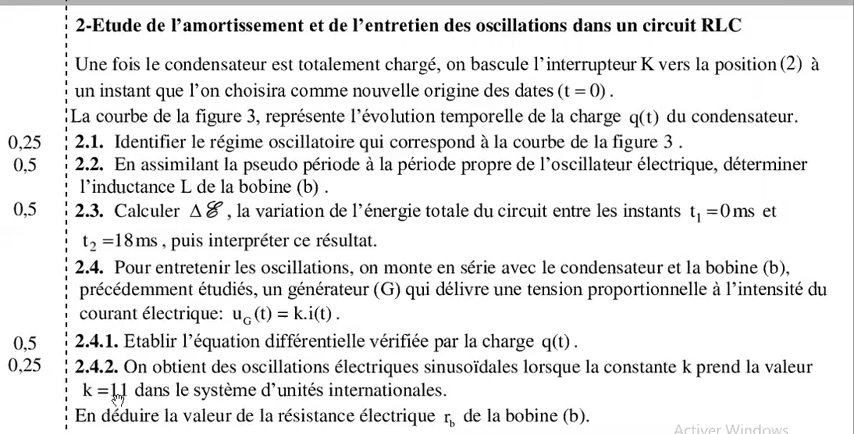 2-Etude de l'amortissement et de l'entretien des oscillations dans un circuit RLC
Une fois le condensateur est totalement chargé, on bascule l'interrupteur K vers la position (2) à
un instant que l'on choisira comme nouvelle origine des dates (t = 0) .
La courbe de la figure 3, représente l'évolution temporelle de la charge q(t) du condensateur.
0,25 2.1. Identifier le régime oscillatoire qui correspond à la courbe de la figure 3 .
0,5 2.2. En assimilant la pseudo période à la période propre de l'oscillateur électrique, déterminer
l'inductance L de la bobine (b) .
0,5 2.3. Calculer Δℰ , la variation de l'énergie totale du circuit entre les instants t₁ =0ms et
t₂ =18ms , puis interpréter ce résultat.
2.4. Pour entretenir les oscillations, on monte en série avec le condensateur et la bobine (b),
précédemment étudiés, un générateur (G) qui délivre une tension proportionnelle à l'intensité du
courant électrique: u_G(t) = k.i(t) .
0,5 2.4.1. Etablir l'équation différentielle vérifiée par la charge q(t) .
0,25 2.4.2. On obtient des oscillations électriques sinusoïdales lorsque la constante k prend la valeur
k =11 dans le système d'unités internationales.
En déduire la valeur de la résistance électrique r_b de la bobine (b).
Activer Windows